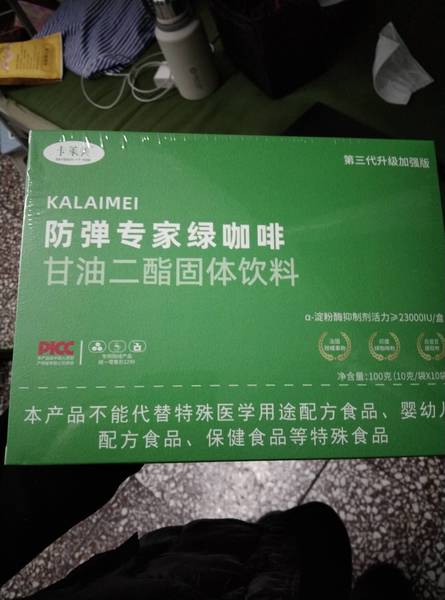 卡莱美
第三代升级加强版
KALAIMEI
防弹专家绿咖啡
甘油二酯固体饮料
α-淀粉酶抑制剂活力≥23000IU/盒
PICC
净含量:100克(10克/袋X10袋
本产品不能代替特殊医学用途配方食品、婴幼儿
配方食品、保健食品等特殊食品